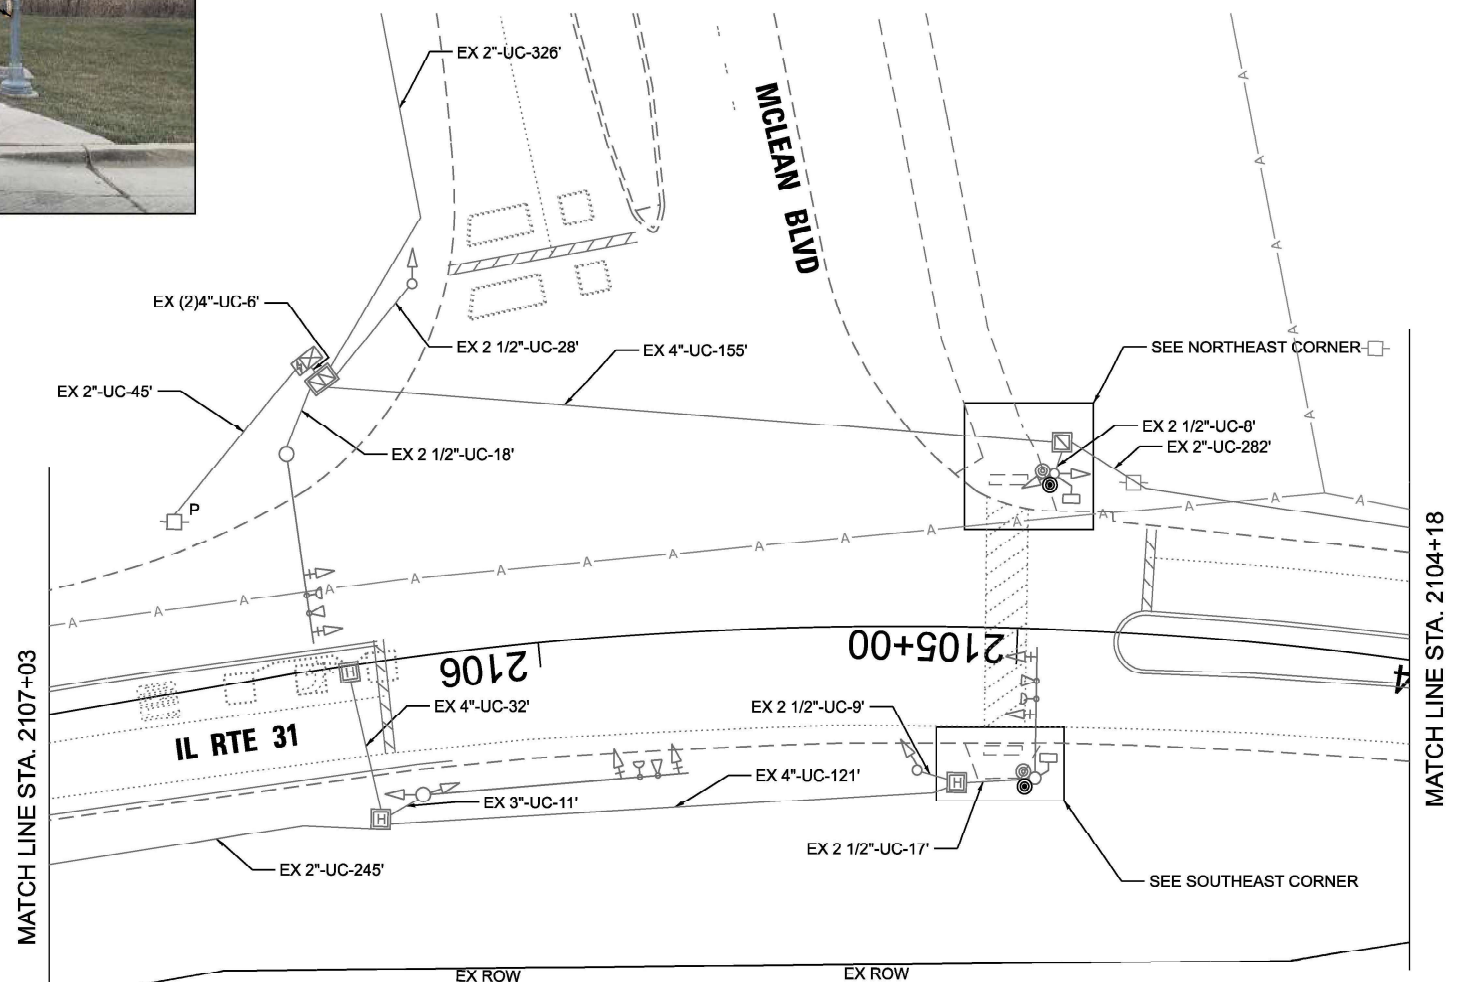 EX 2"-UC-326'
MCLEAN BLVD
EX (2)4"-UC-6'
EX 2 1/2"-UC-28'
EX 4"-UC-155'
SEE NORTHEAST CORNER
EX 2"-UC-45'
EX 2 1/2"-UC-18'
EX 2 1/2"-UC-8'
EX 2"-UC-282'
P
A A A A A A A A A A A A A A A A A A A A
MATCH LINE STA. 2107+03
MATCH LINE STA. 2104+18
2106
2105+00
4
H
IL RTE 31
EX 4"-UC-32'
EX 2 1/2"-UC-9'
EX 4"-UC-121'
H
EX 3"-UC-11'
H
EX 2 1/2"-UC-17'
EX 2"-UC-245'
SEE SOUTHEAST CORNER
EX ROW
EX ROW